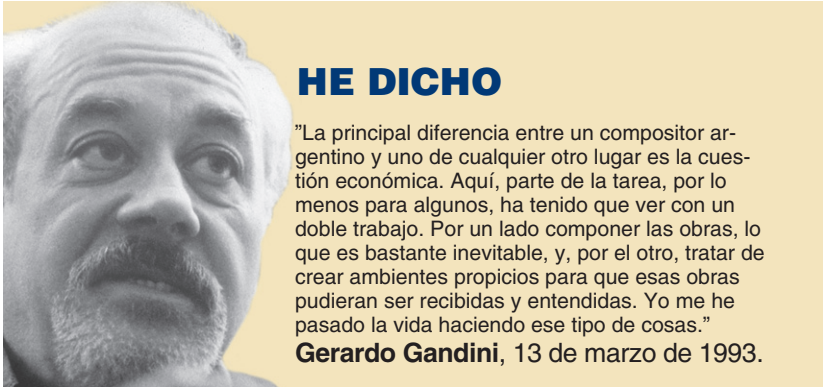 HE DICHO
”La principal diferencia entre un compositor ar-
gentino y uno de cualquier otro lugar es la cues-
tión económica. Aquí, parte de la tarea, por lo
menos para algunos, ha tenido que ver con un
doble trabajo. Por un lado componer las obras, lo
que es bastante inevitable, y, por el otro, tratar de
crear ambientes propicios para que esas obras
pudieran ser recibidas y entendidas. Yo me he
pasado la vida haciendo ese tipo de cosas.”
Gerardo Gandini, 13 de marzo de 1993.